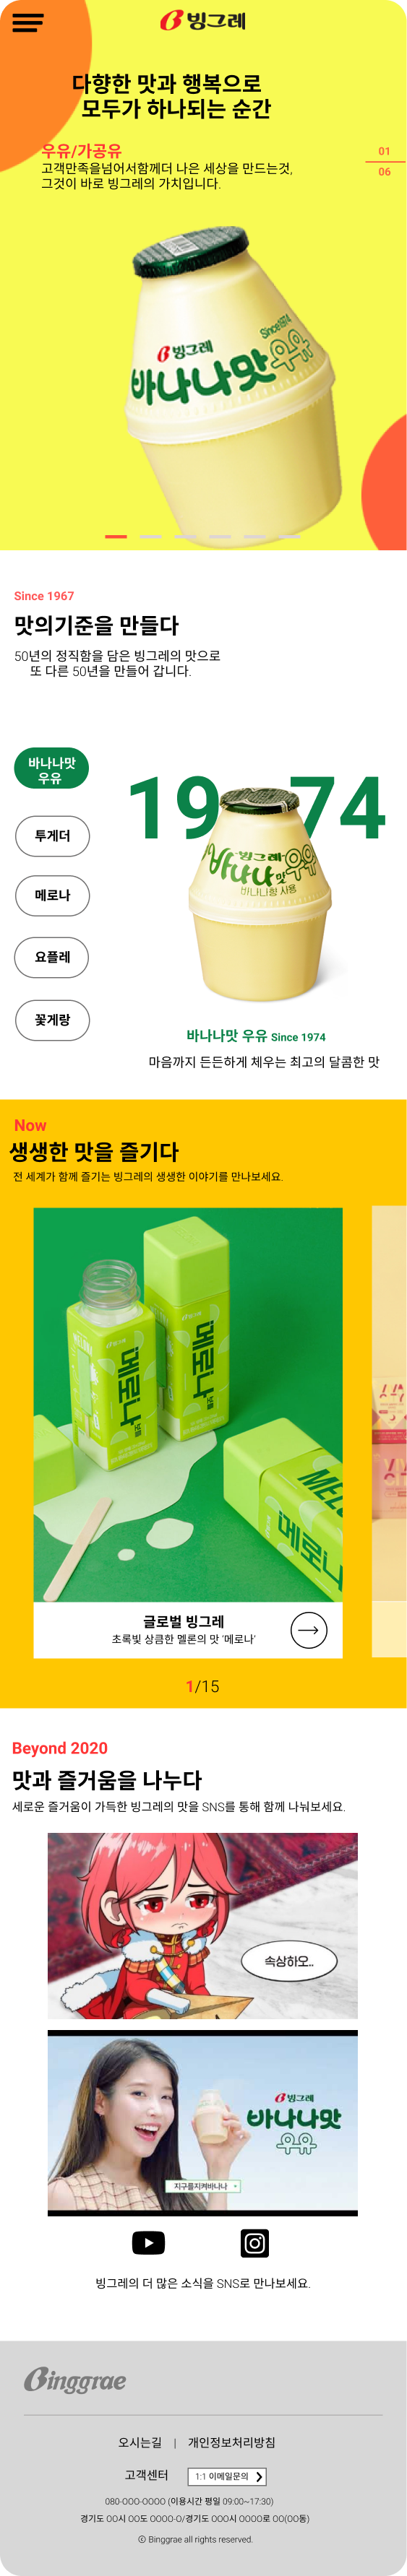 빙그레
다향한 맛과 행복으로
모두가 하나되는 순간
우유/가공유
고객만족을넘어서함께더 나은 세상을 만드는것,
그것이 바로 빙그레의 가치입니다.
01
06
Since1974
빙그레
바나나맛우유
Since 1967
맛의기준을 만들다
50년의 정직함을 담은 빙그레의 맛으로
또 다른 50년을 만들어 갑니다.
바나나맛
우유
투게더
메로나
요플레
꽃게랑
1974
빙그레
바나나맛우유
바나나향 사용
바나나맛 우유 Since 1974
마음까지 든든하게 채우는 최고의 달콤한 맛
Now
생생한 맛을 즐기다
전 세계가 함께 즐기는 빙그레의 생생한 이야기를 만나보세요.
메로나
메로나
메로나
글로벌 빙그레
초록빛 상큼한 멜론의 맛 '메로나'
1/15
Beyond 2020
맛과 즐거움을 나누다
세로운 즐거움이 가득한 빙그레의 맛을 SNS를 통해 함께 나눠보세요.
속상하오..
빙그레
바나나맛
우유
지구를지켜바나나
빙그레의 더 많은 소식을 SNS로 만나보세요.
Binggrae
오시는길 | 개인정보처리방침
고객센터 1:1 이메일문의
080-OOO-OOOO (이용시간 평일 09:00~17:30)
경기도 OO시 OO도 OOOO-O/경기도 OOO시 OOOO로 OO(OO동)
ⓒ Binggrae all rights reserved.